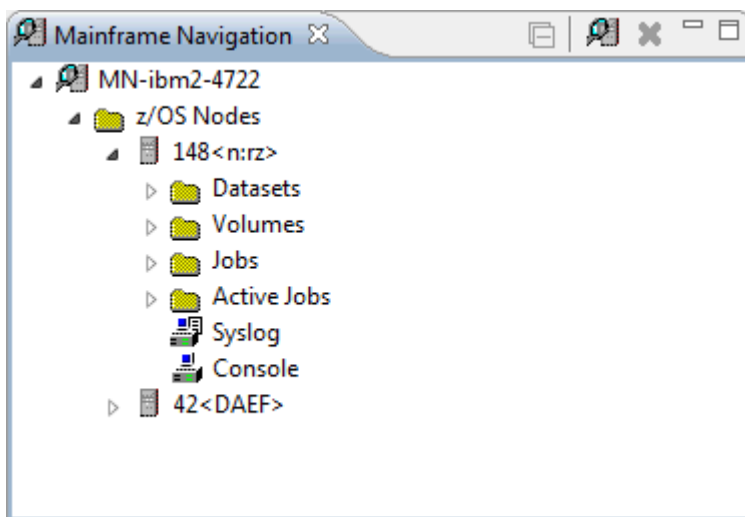 Mainframe Navigation
MN-ibm2-4722
z/OS Nodes
148<n:rz>
Datasets
Volumes
Jobs
Active Jobs
Syslog
Console
42<DAEF>